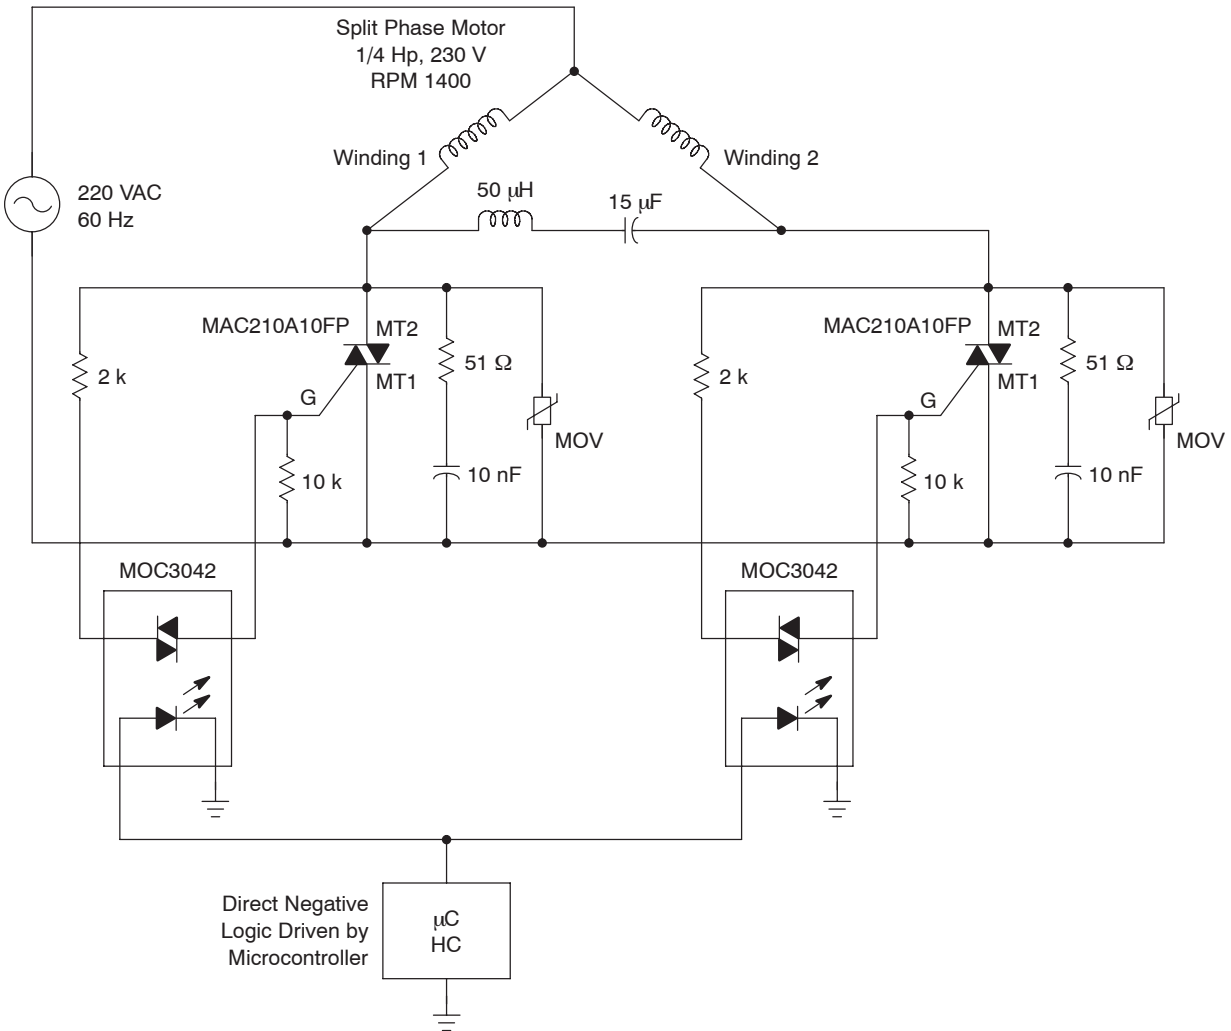 Split Phase Motor
1/4 Hp, 230 V
RPM 1400
Winding 1
Winding 2
220 VAC
60 Hz
50 μH
15 μF
MAC210A10FP
MT2
MT1
G
2 k
10 k
51 Ω
10 nF
MOV
MAC210A10FP
MT2
MT1
G
2 k
10 k
51 Ω
10 nF
MOV
MOC3042
MOC3042
Direct Negative
Logic Driven by
Microcontroller
μC
HC